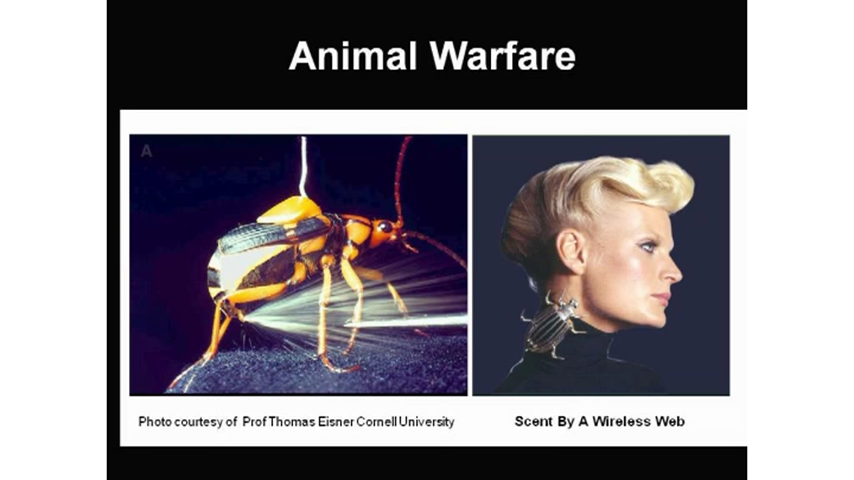 Animal Warfare
A
Photo courtesy of Prof Thomas Eisner Cornell University
Scent By A Wireless Web